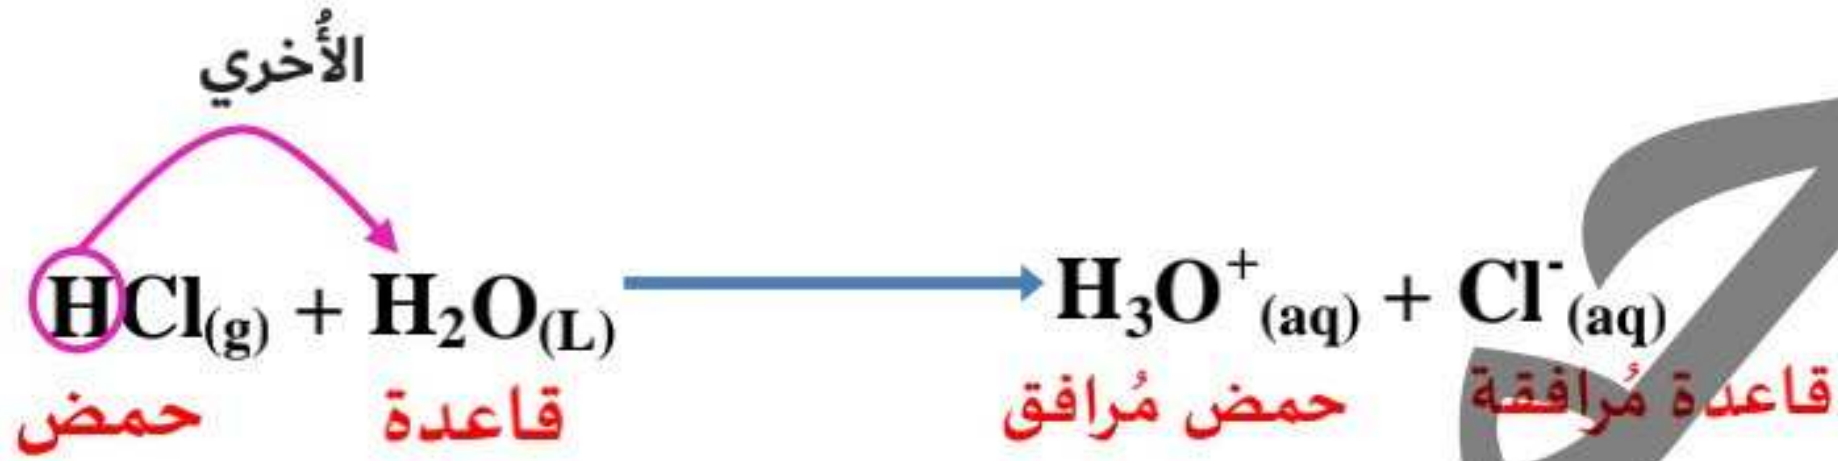 الأُخري
HCl(g) + H₂O(L) ⟶ H₃O⁺(aq) + Cl⁻(aq)
حمض قاعدة حمض مُرافق قاعدة مُرافقة